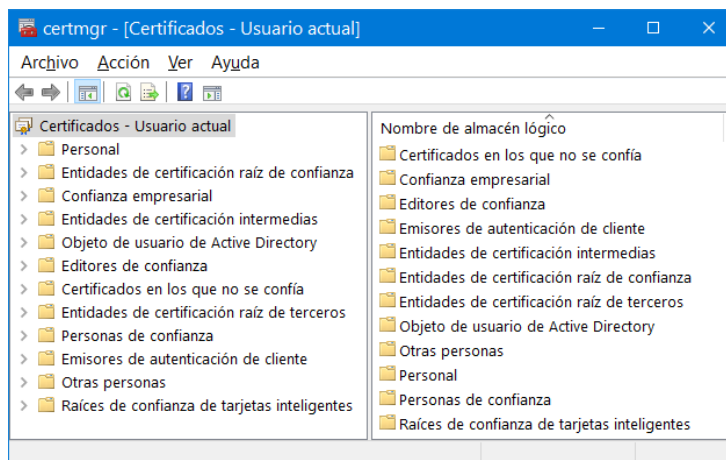 certmgr - [Certificados - Usuario actual]
Archivo Acción Ver Ayuda
Certificados - Usuario actual
Personal
Entidades de certificación raíz de confianza
Confianza empresarial
Entidades de certificación intermedias
Objeto de usuario de Active Directory
Editores de confianza
Certificados en los que no se confía
Entidades de certificación raíz de terceros
Personas de confianza
Emisores de autenticación de cliente
Otras personas
Raíces de confianza de tarjetas inteligentes
Nombre de almacén lógico
Certificados en los que no se confía
Confianza empresarial
Editores de confianza
Emisores de autenticación de cliente
Entidades de certificación intermedias
Entidades de certificación raíz de confianza
Entidades de certificación raíz de terceros
Objeto de usuario de Active Directory
Otras personas
Personal
Personas de confianza
Raíces de confianza de tarjetas inteligentes